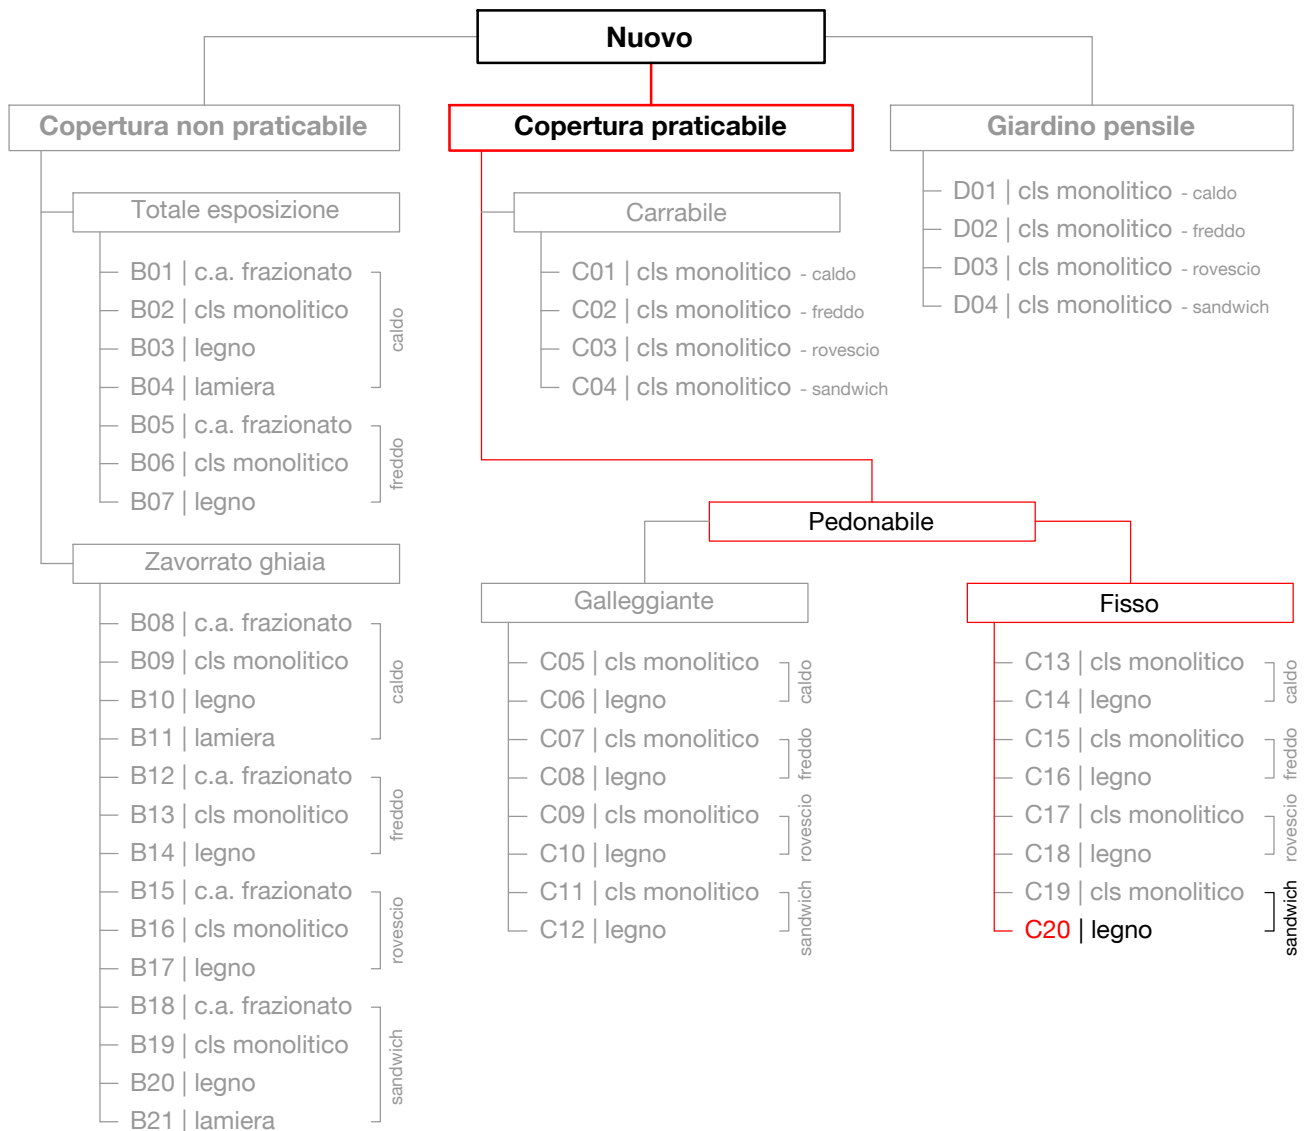 Nuovo
Copertura non praticabile
Totale esposizione
B01 | c.a. frazionato
B02 | cls monolitico
B03 | legno
B04 | lamiera
caldo
B05 | c.a. frazionato
B06 | cls monolitico
B07 | legno
freddo
Zavorrato ghiaia
B08 | c.a. frazionato
B09 | cls monolitico
B10 | legno
B11 | lamiera
caldo
B12 | c.a. frazionato
B13 | cls monolitico
B14 | legno
freddo
B15 | c.a. frazionato
B16 | cls monolitico
B17 | legno
rovescio
B18 | c.a. frazionato
B19 | cls monolitico
B20 | legno
B21 | lamiera
sandwich
Copertura praticabile
Carrabile
C01 | cls monolitico - caldo
C02 | cls monolitico - freddo
C03 | cls monolitico - rovescio
C04 | cls monolitico - sandwich
Pedonabile
Galleggiante
C05 | cls monolitico
C06 | legno
caldo
C07 | cls monolitico
C08 | legno
freddo
C09 | cls monolitico
C10 | legno
rovescio
C11 | cls monolitico
C12 | legno
sandwich
Fisso
C13 | cls monolitico
C14 | legno
caldo
C15 | cls monolitico
C16 | legno
freddo
C17 | cls monolitico
C18 | legno
rovescio
C19 | cls monolitico
C20 | legno
sandwich
Giardino pensile
D01 | cls monolitico - caldo
D02 | cls monolitico - freddo
D03 | cls monolitico - rovescio
D04 | cls monolitico - sandwich